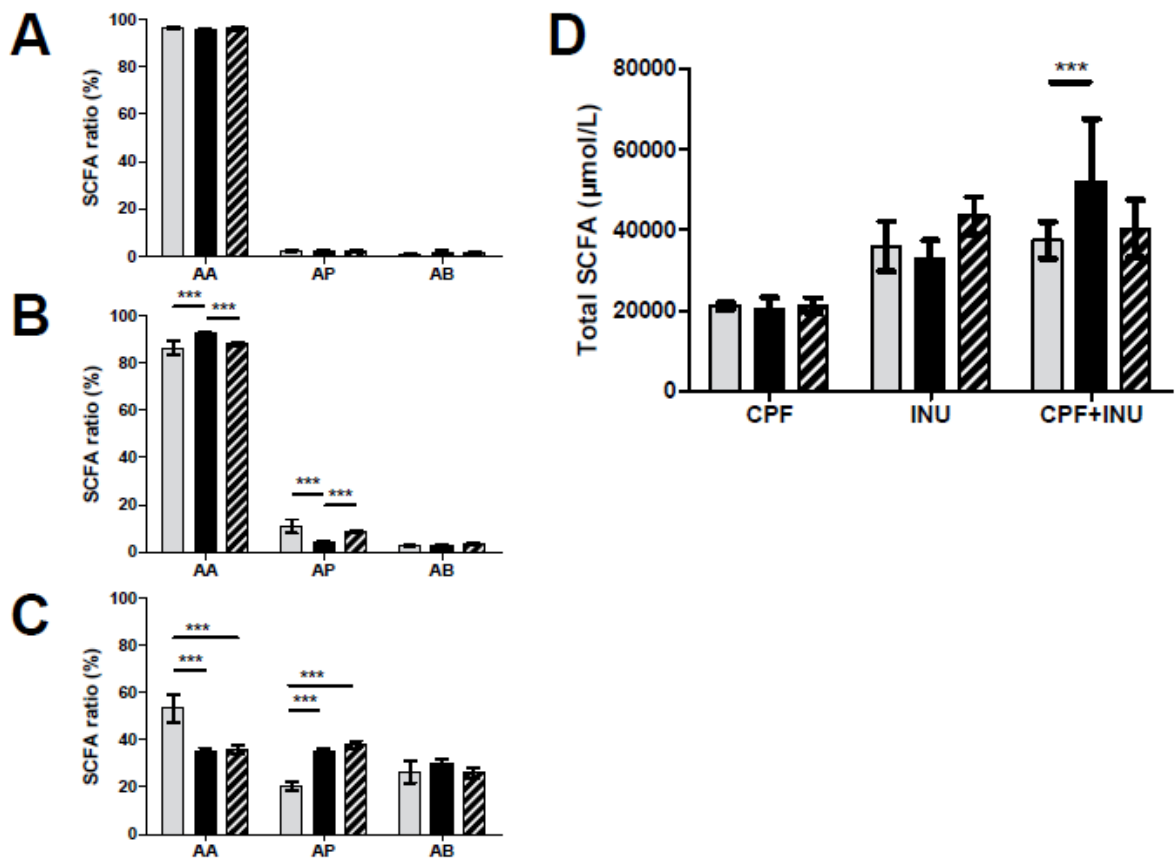 A
SCFA ratio (%)
100
80
60
40
20
0
AA AP AB
B
SCFA ratio (%)
100
80
60
40
20
0
*** ***
*** ***
AA AP AB
C
SCFA ratio (%)
100
80
60
40
20
0
***
***
***
***
AA AP AB
D
Total SCFA (µmol/L)
80000
60000
40000
20000
0
***
CPF INU CPF+INU